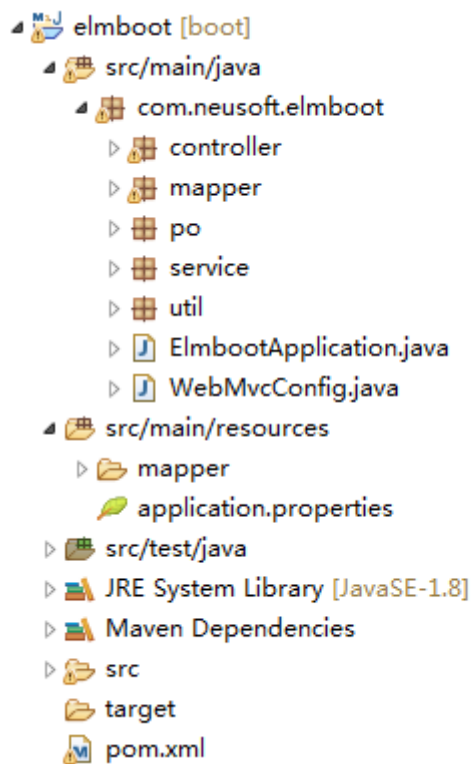 elmboot [boot]
src/main/java
com.neusoft.elmboot
controller
mapper
po
service
util
ElmbootApplication.java
WebMvcConfig.java
src/main/resources
mapper
application.properties
src/test/java
JRE System Library [JavaSE-1.8]
Maven Dependencies
src
target
pom.xml